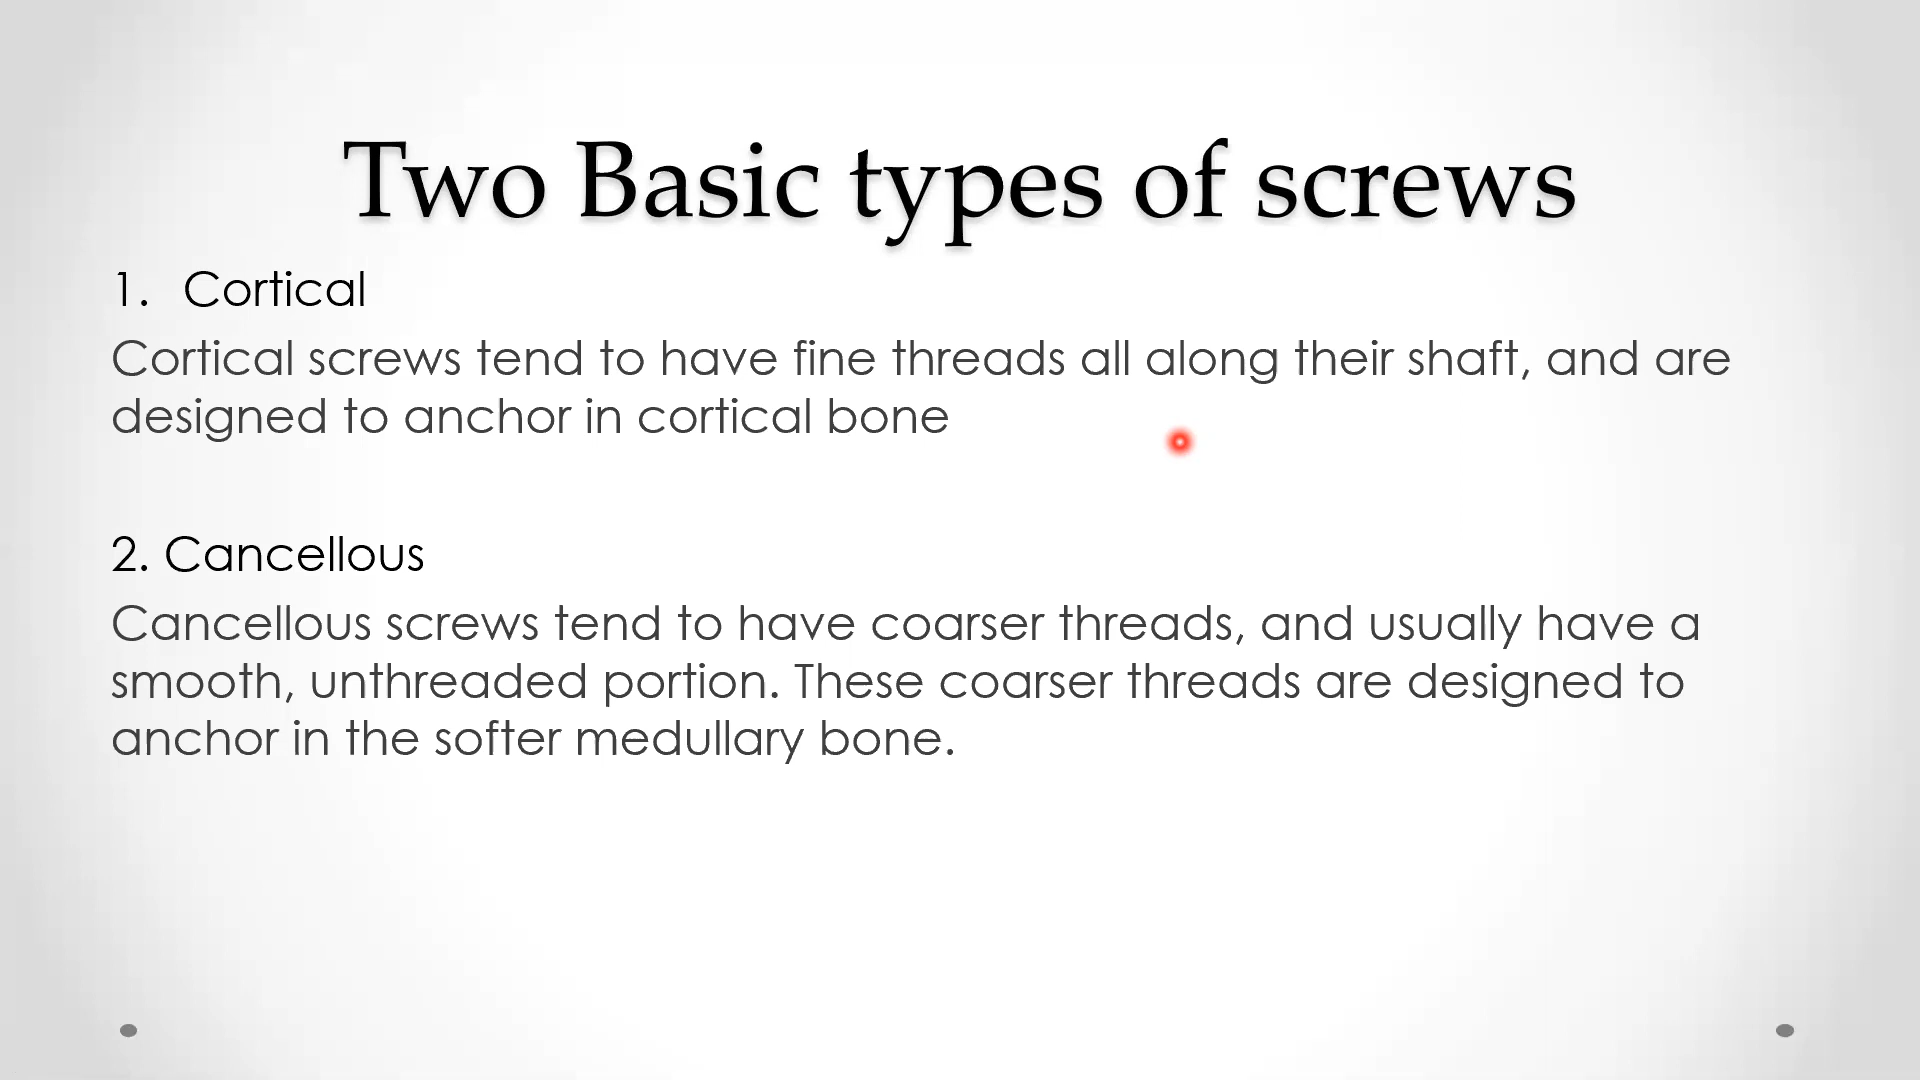 Two Basic types of screws
1. Cortical
Cortical screws tend to have fine threads all along their shaft, and are
designed to anchor in cortical bone
2. Cancellous
Cancellous screws tend to have coarser threads, and usually have a
smooth, unthreaded portion. These coarser threads are designed to
anchor in the softer medullary bone.